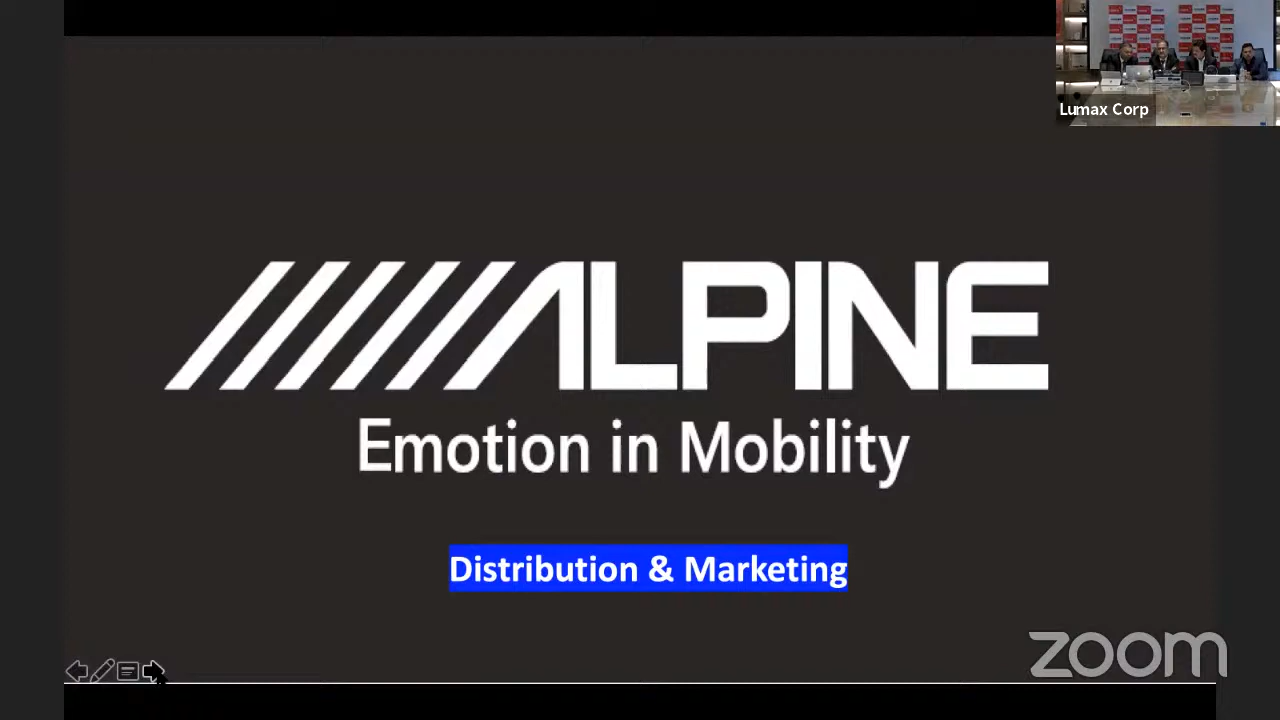 Lumax Corp
ALPINE
Emotion in Mobility
Distribution & Marketing
zoom